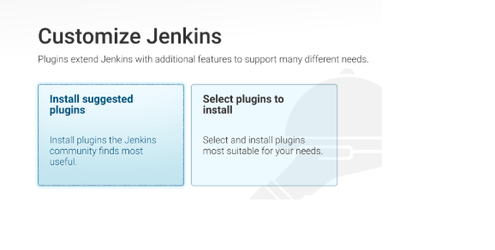 Customize Jenkins
Plugins extend Jenkins with additional features to support many different needs.
Install suggested
plugins
Install plugins the Jenkins
community finds most
useful.
Select plugins to
install
Select and install plugins
most suitable for your needs.